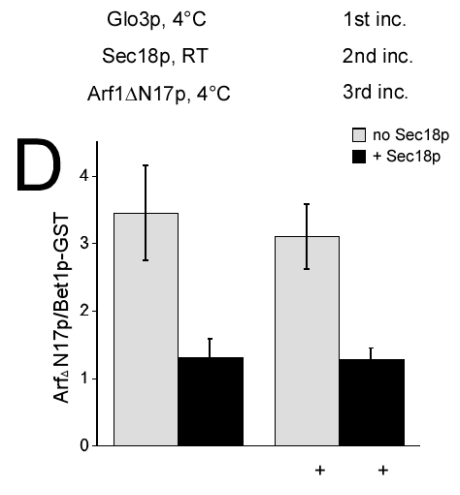 Glo3p, 4°C 1st inc.
Sec18p, RT 2nd inc.
Arf1ΔN17p, 4°C 3rd inc.
D
no Sec18p
+ Sec18p
ArfΔN17p/Bet1p-GST
4
3
2
1
0
+ +